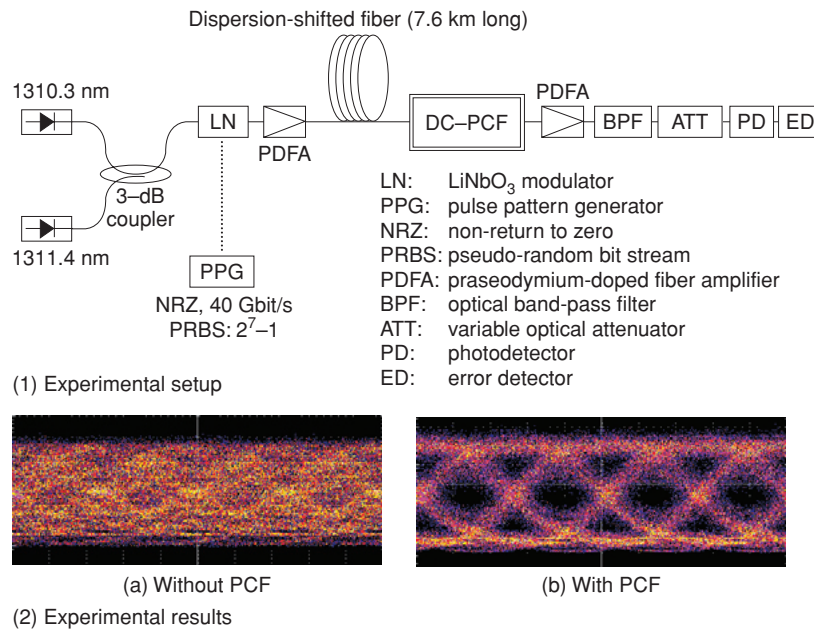 Dispersion-shifted fiber (7.6 km long)
1310.3 nm
LN
PDFA
DC–PCF
PDFA
BPF
ATT
PD
ED
3–dB
coupler
1311.4 nm
PPG
NRZ, 40 Gbit/s
PRBS: 2⁷–1
LN: LiNbO₃ modulator
PPG: pulse pattern generator
NRZ: non-return to zero
PRBS: pseudo-random bit stream
PDFA: praseodymium-doped fiber amplifier
BPF: optical band-pass filter
ATT: variable optical attenuator
PD: photodetector
ED: error detector
(1) Experimental setup
(a) Without PCF
(b) With PCF
(2) Experimental results